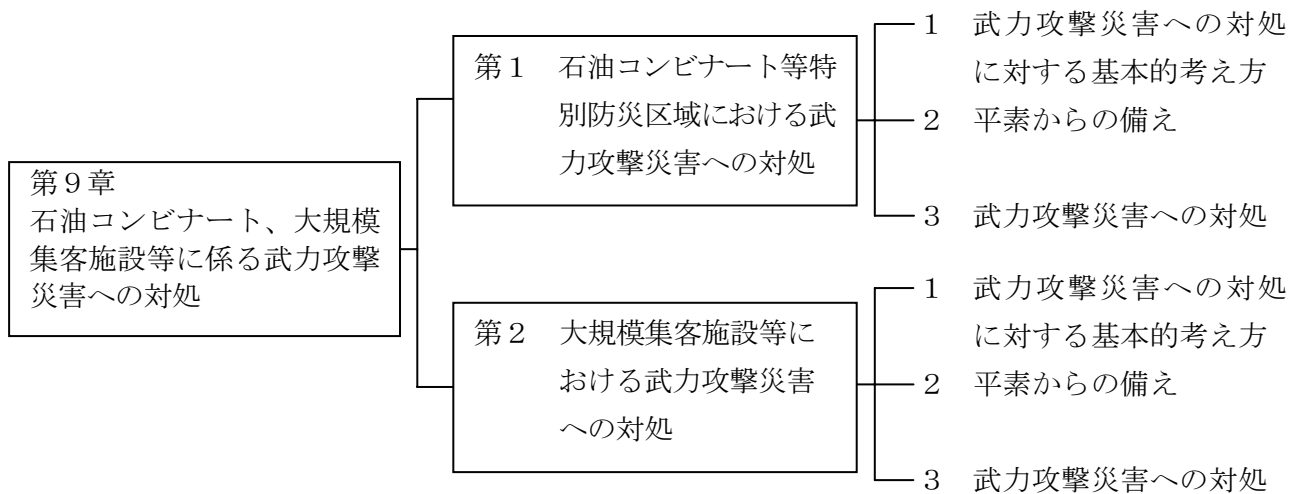 第９章
石油コンビナート、大規模
集客施設等に係る武力攻撃
災害への対処
第１　石油コンビナート等特
別防災区域における武
力攻撃災害への対処
１　武力攻撃災害への対処
に対する基本的考え方
２　平素からの備え
３　武力攻撃災害への対処
第２　大規模集客施設等に
おける武力攻撃災害
への対処
１　武力攻撃災害への対処
に対する基本的考え方
２　平素からの備え
３　武力攻撃災害への対処